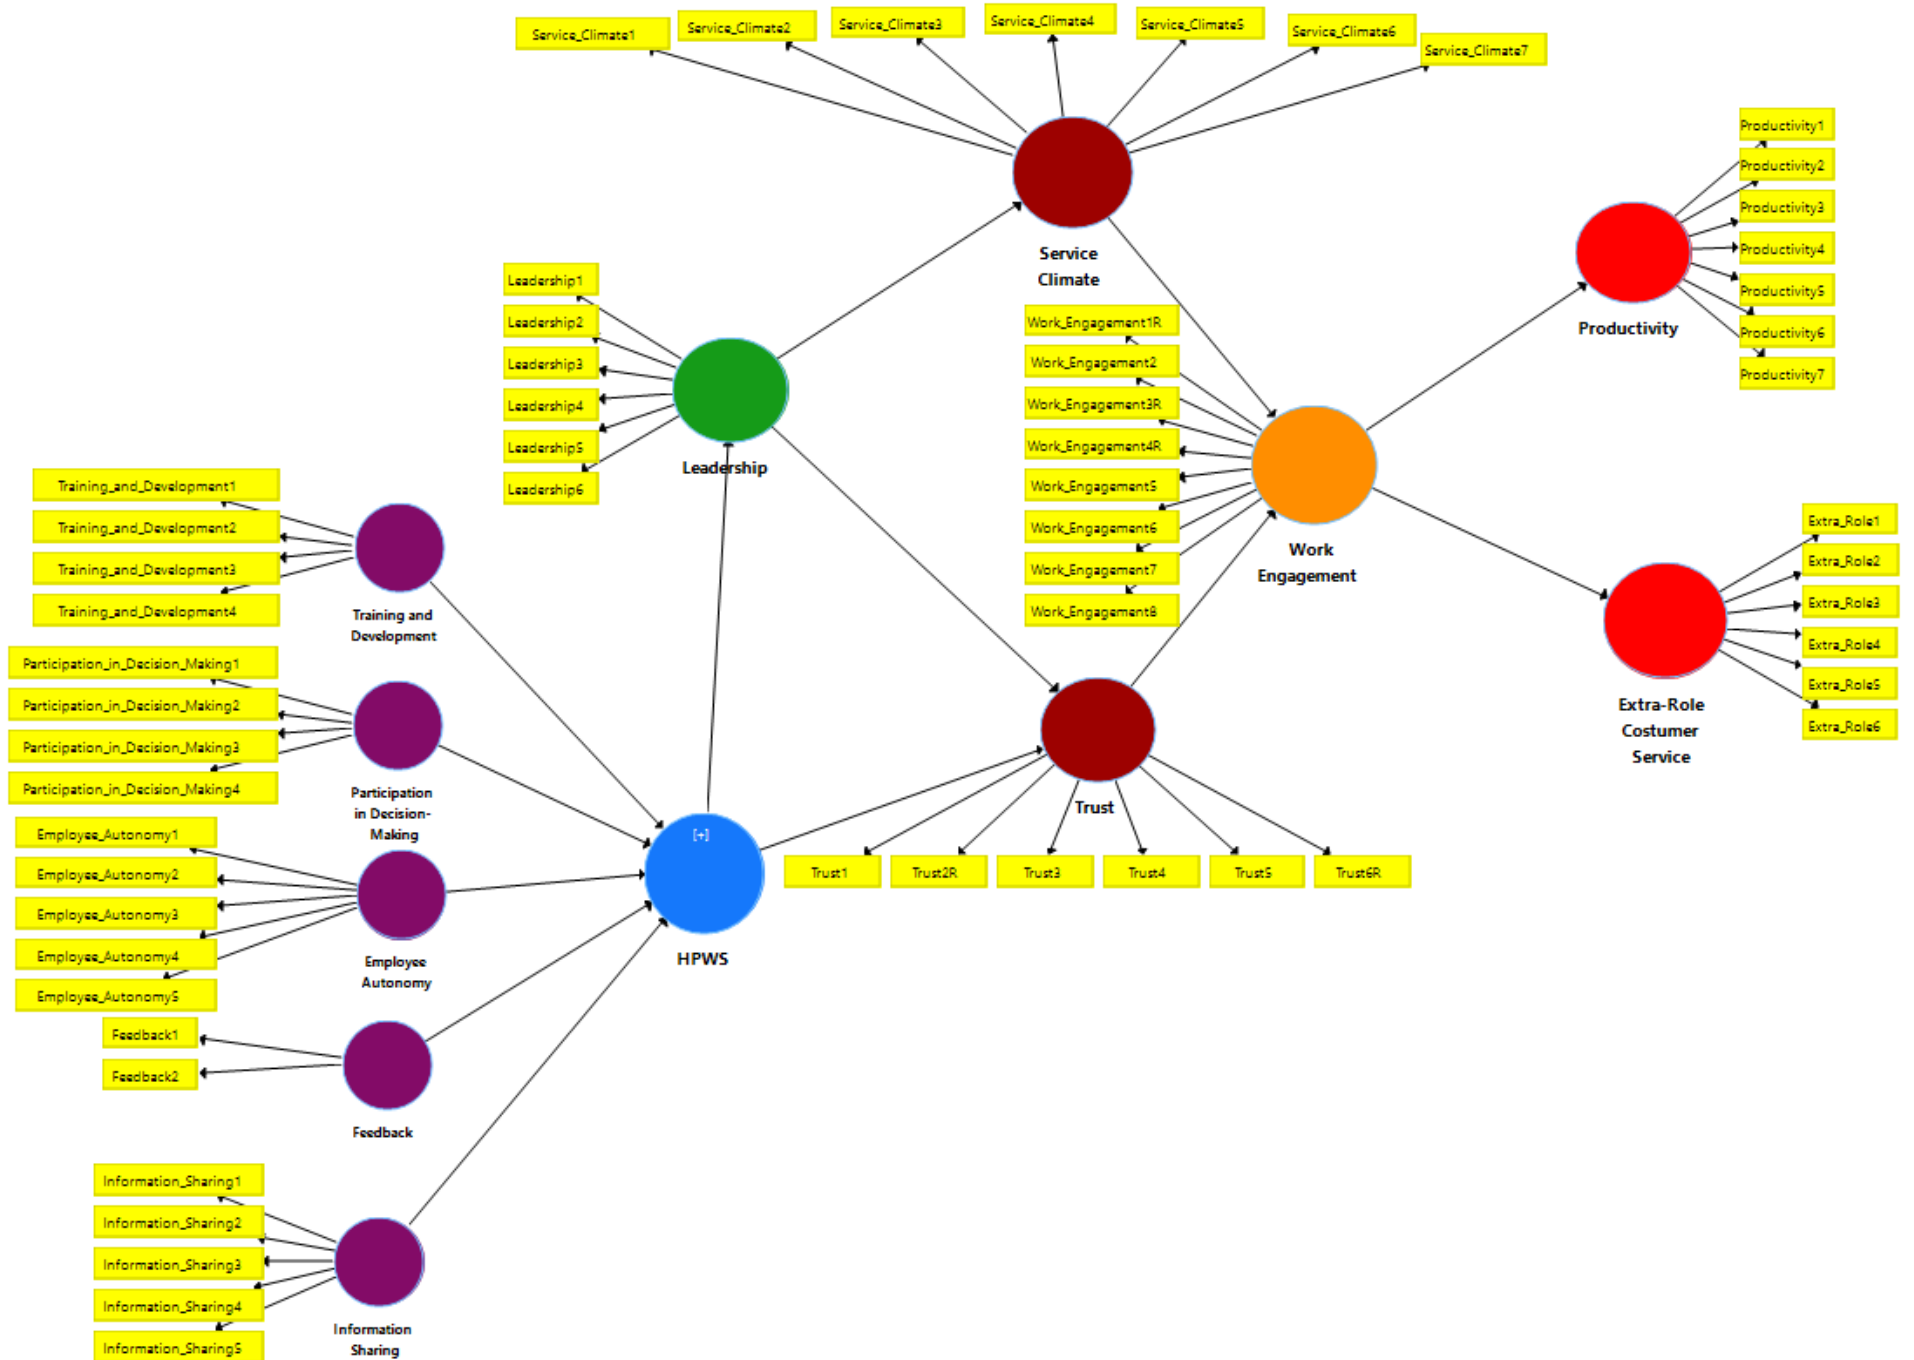 Service_Climate1
Service_Climate2
Service_Climate3
Service_Climate4
Service_Climate5
Service_Climate6
Service_Climate7
Service
Climate
Productivity1
Productivity2
Productivity3
Productivity4
Productivity5
Productivity6
Productivity7
Productivity
Leadership1
Leadership2
Leadership3
Leadership4
Leadership5
Leadership6
Leadership
Work_Engagement1R
Work_Engagement2
Work_Engagement3R
Work_Engagement4R
Work_Engagement5
Work_Engagement6
Work_Engagement7
Work_Engagement8
Work
Engagement
Extra_Role1
Extra_Role2
Extra_Role3
Extra_Role4
Extra_Role5
Extra_Role6
Extra-Role
Costumer
Service
Training_and_Development1
Training_and_Development2
Training_and_Development3
Training_and_Development4
Training and
Development
Participation_in_Decision_Making1
Participation_in_Decision_Making2
Participation_in_Decision_Making3
Participation_in_Decision_Making4
Participation
in Decision-
Making
Employee_Autonomy1
Employee_Autonomy2
Employee_Autonomy3
Employee_Autonomy4
Employee_Autonomy5
Employee
Autonomy
[+]
HPWS
Trust
Trust1
Trust2R
Trust3
Trust4
Trust5
Trust6R
Feedback1
Feedback2
Feedback
Information_Sharing1
Information_Sharing2
Information_Sharing3
Information_Sharing4
Information_Sharing5
Information
Sharing